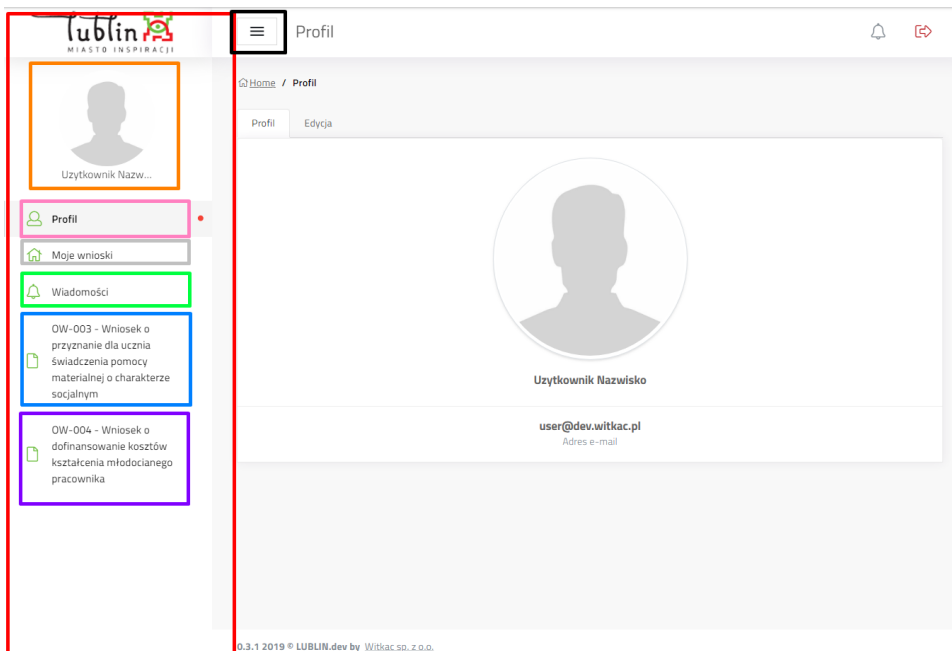 lublin
MIASTO INSPIRACJI
Profil
Home / Profil
Profil Edycja
Uzytkownik Nazw...
Profil
Moje wnioski
Wiadomości
OW-003 - Wniosek o
przyznanie dla ucznia
świadczenia pomocy
materialnej o charakterze
socjalnym
OW-004 - Wniosek o
dofinansowanie kosztów
kształcenia młodocianego
pracownika
Uzytkownik Nazwisko
user@dev.witkac.pl
Adres e-mail
0.3.1 2019 © LUBLIN.dev by Witkac sp. z o.o.